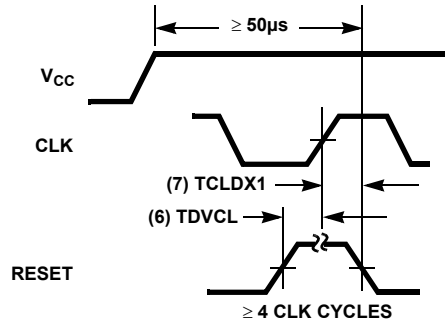 ≥ 50µs
VCC
CLK
(7) TCLDX1
(6) TDVCL
RESET
≥ 4 CLK CYCLES